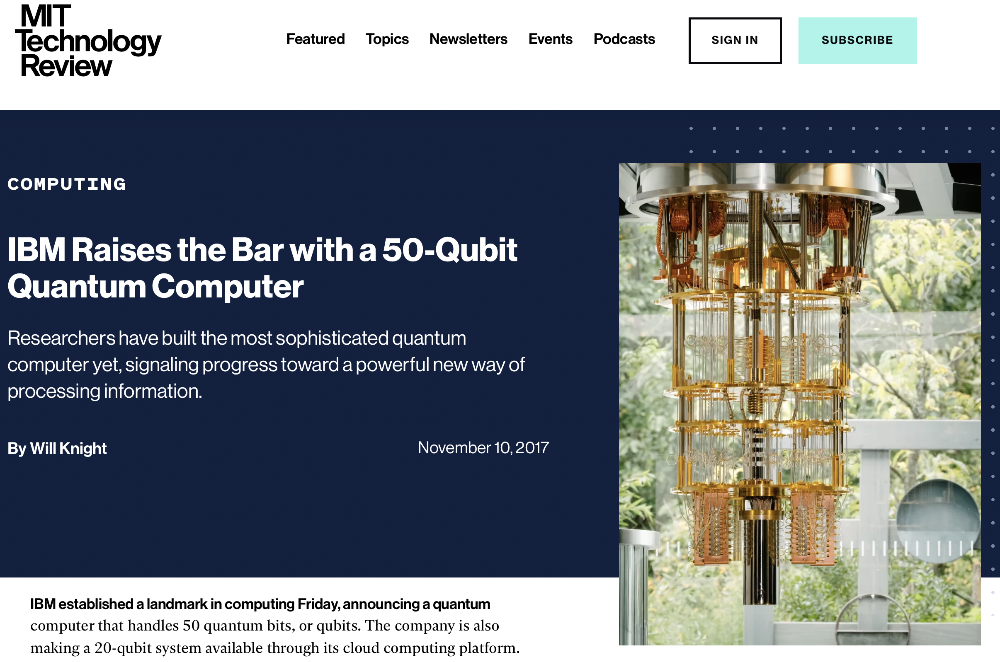 MIT
Technology
Review
Featured Topics Newsletters Events Podcasts SIGN IN SUBSCRIBE
COMPUTING
IBM Raises the Bar with a 50-Qubit
Quantum Computer
Researchers have built the most sophisticated quantum
computer yet, signaling progress toward a powerful new way of
processing information.
By Will Knight
November 10, 2017
IBM established a landmark in computing Friday, announcing a quantum
computer that handles 50 quantum bits, or qubits. The company is also
making a 20-qubit system available through its cloud computing platform.